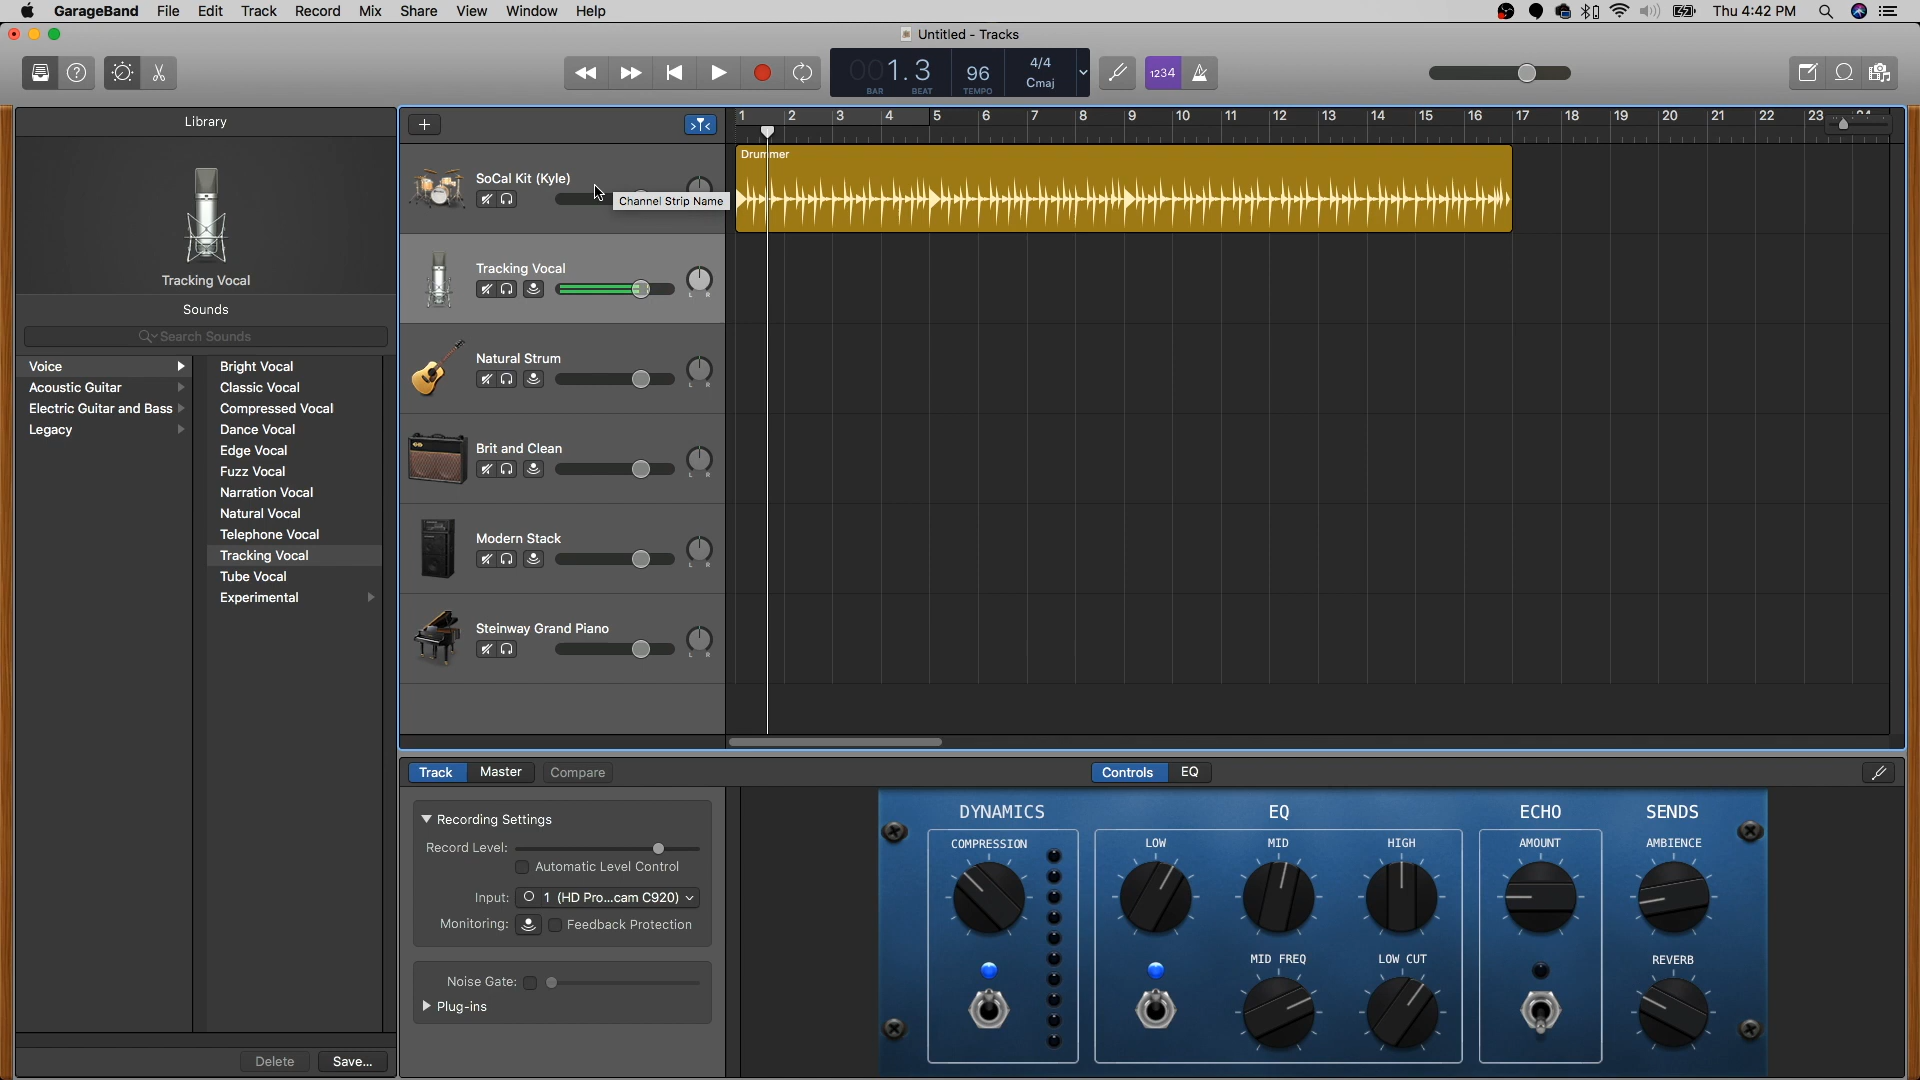 GarageBand File Edit Track Record Mix Share View Window Help
Thu 4:42 PM
Untitled - Tracks
001.3
BAR BEAT
96
TEMPO
4/4
Cmaj
1234
Library
Tracking Vocal
Sounds
Search Sounds
Voice
Acoustic Guitar
Electric Guitar and Bass
Legacy
Bright Vocal
Classic Vocal
Compressed Vocal
Dance Vocal
Edge Vocal
Fuzz Vocal
Narration Vocal
Natural Vocal
Telephone Vocal
Tracking Vocal
Tube Vocal
Experimental
Delete
Save...
1 2 3 4 5 6 7 8 9 10 11 12 13 14 15 16 17 18 19 20 21 22 23
SoCal Kit (Kyle)
Channel Strip Name
Drummer
Tracking Vocal
L R
Natural Strum
L R
Brit and Clean
L R
Modern Stack
L R
Steinway Grand Piano
L R
Track Master Compare
Controls EQ
Recording Settings
Record Level:
Automatic Level Control
Input: 1 (HD Pro...cam C920)
Monitoring: Feedback Protection
Noise Gate:
Plug-ins
DYNAMICS
COMPRESSION
EQ
LOW MID HIGH
MID FREQ LOW CUT
ECHO
AMOUNT
SENDS
AMBIENCE
REVERB